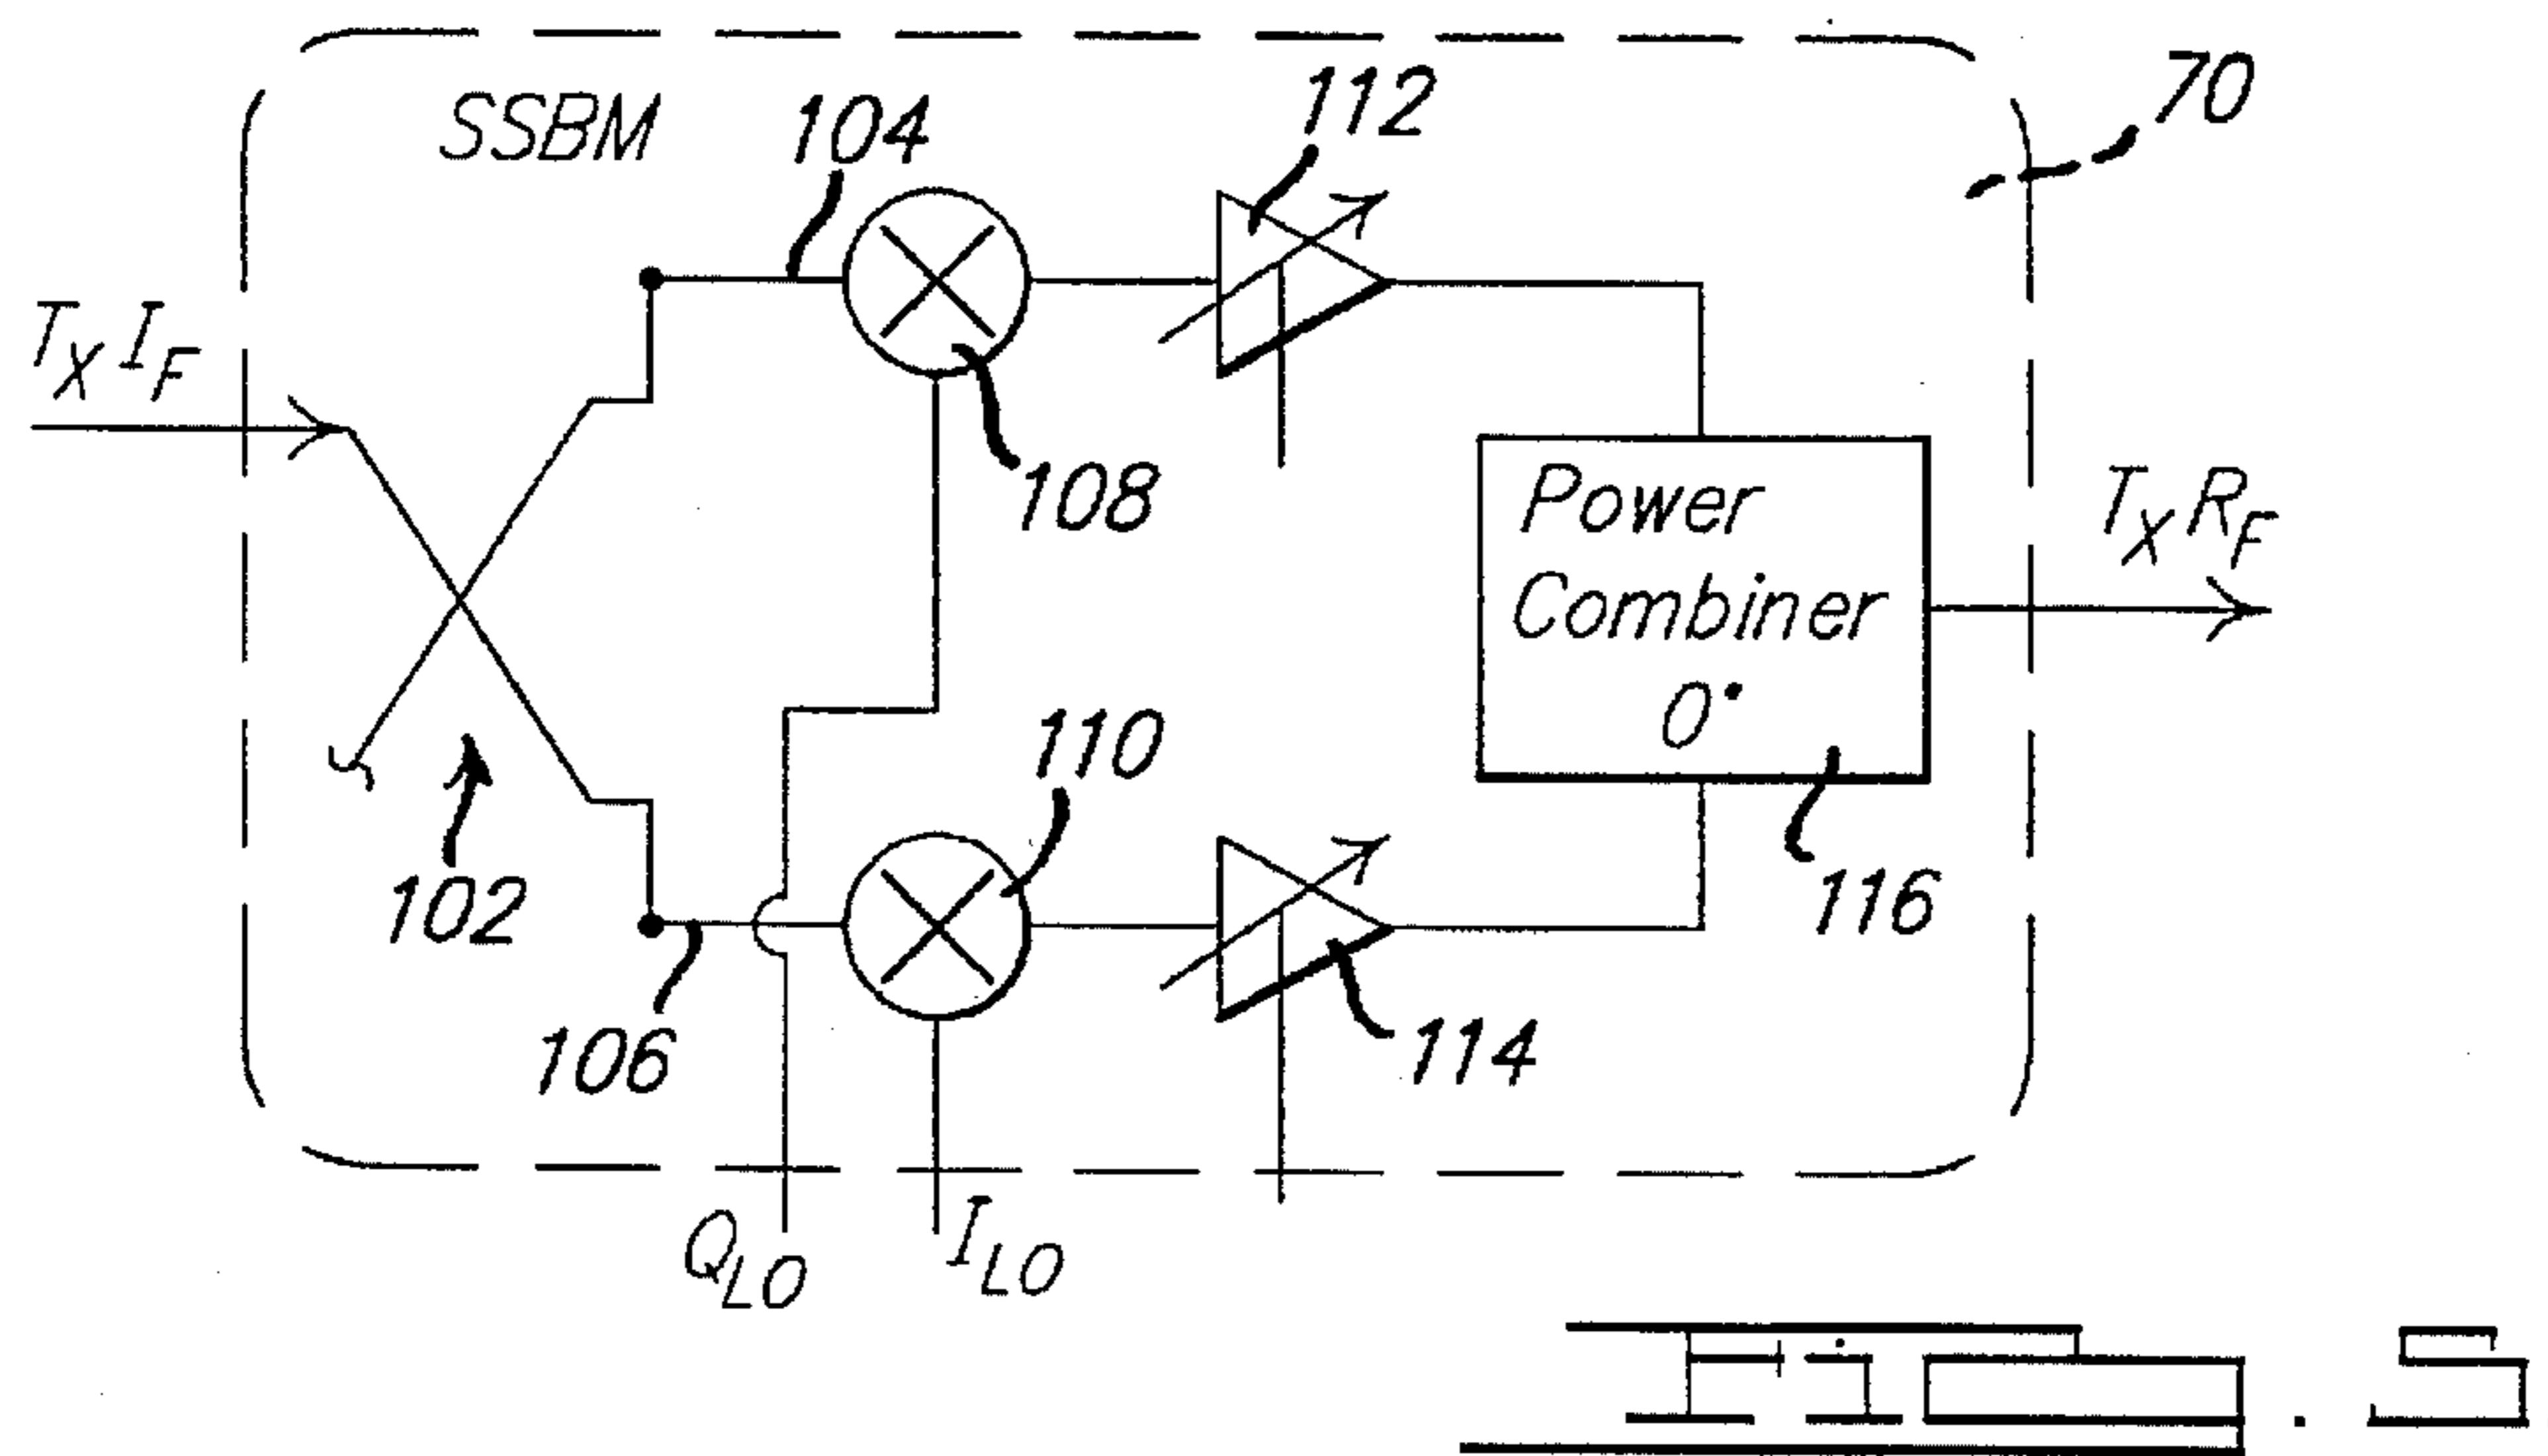 SSBM
104
112
70
TX IF
108
Power
Combiner
0°
TX RF
102
110
116
106
114
QLO
ILO
FIG. 5